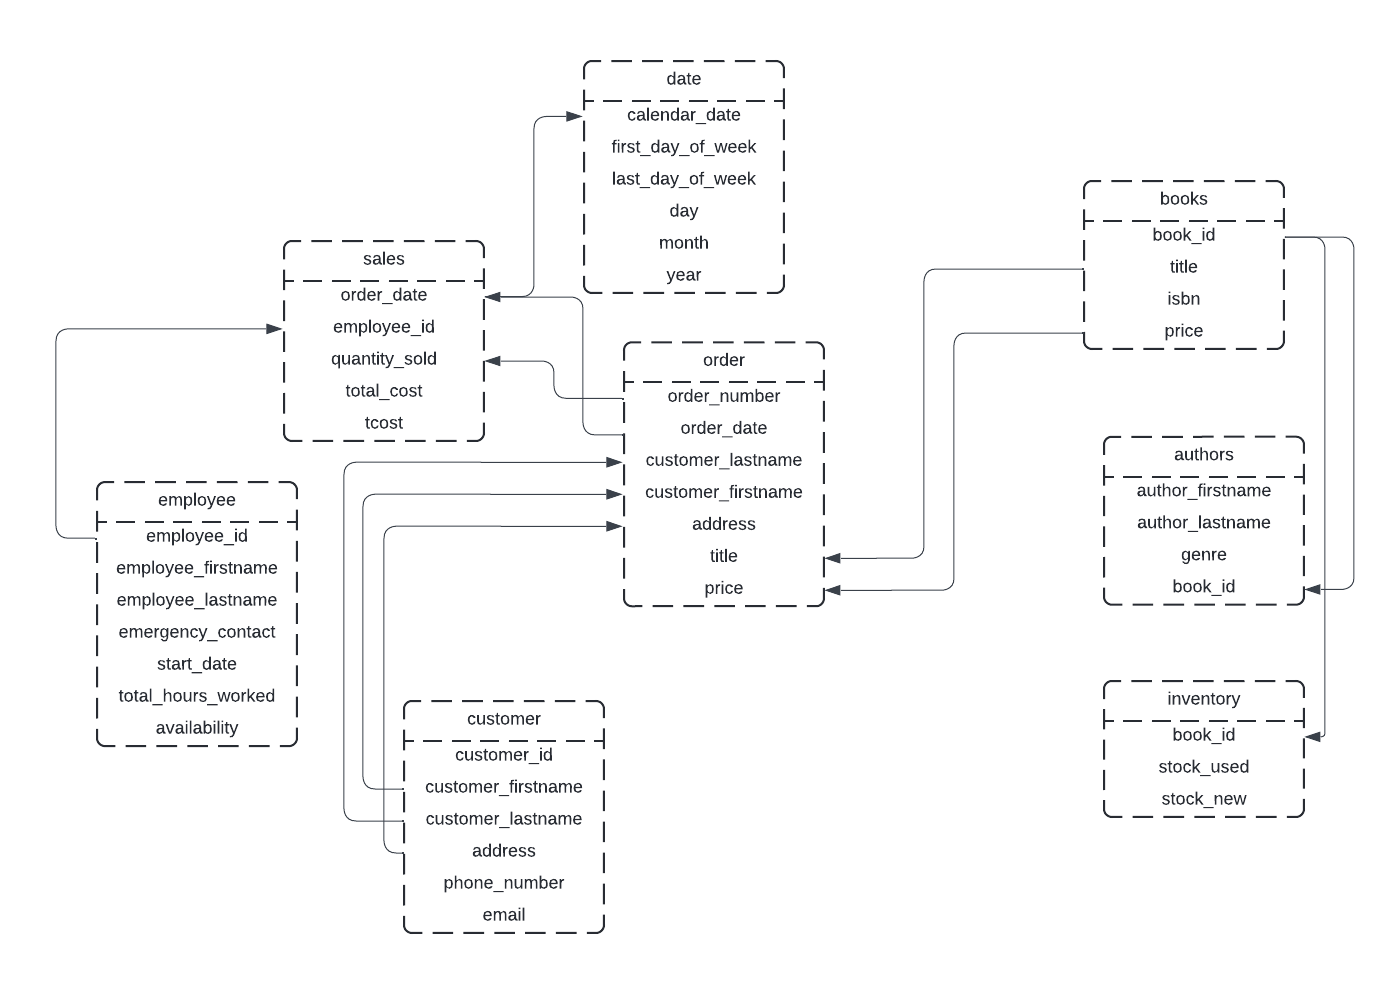 date
calendar_date
first_day_of_week
last_day_of_week
day
month
year
books
book_id
title
isbn
price
sales
order_date
employee_id
quantity_sold
total_cost
tcost
order
order_number
order_date
customer_lastname
customer_firstname
address
title
price
authors
author_firstname
author_lastname
genre
book_id
employee
employee_id
employee_firstname
employee_lastname
emergency_contact
start_date
total_hours_worked
availability
customer
customer_id
customer_firstname
customer_lastname
address
phone_number
email
inventory
book_id
stock_used
stock_new